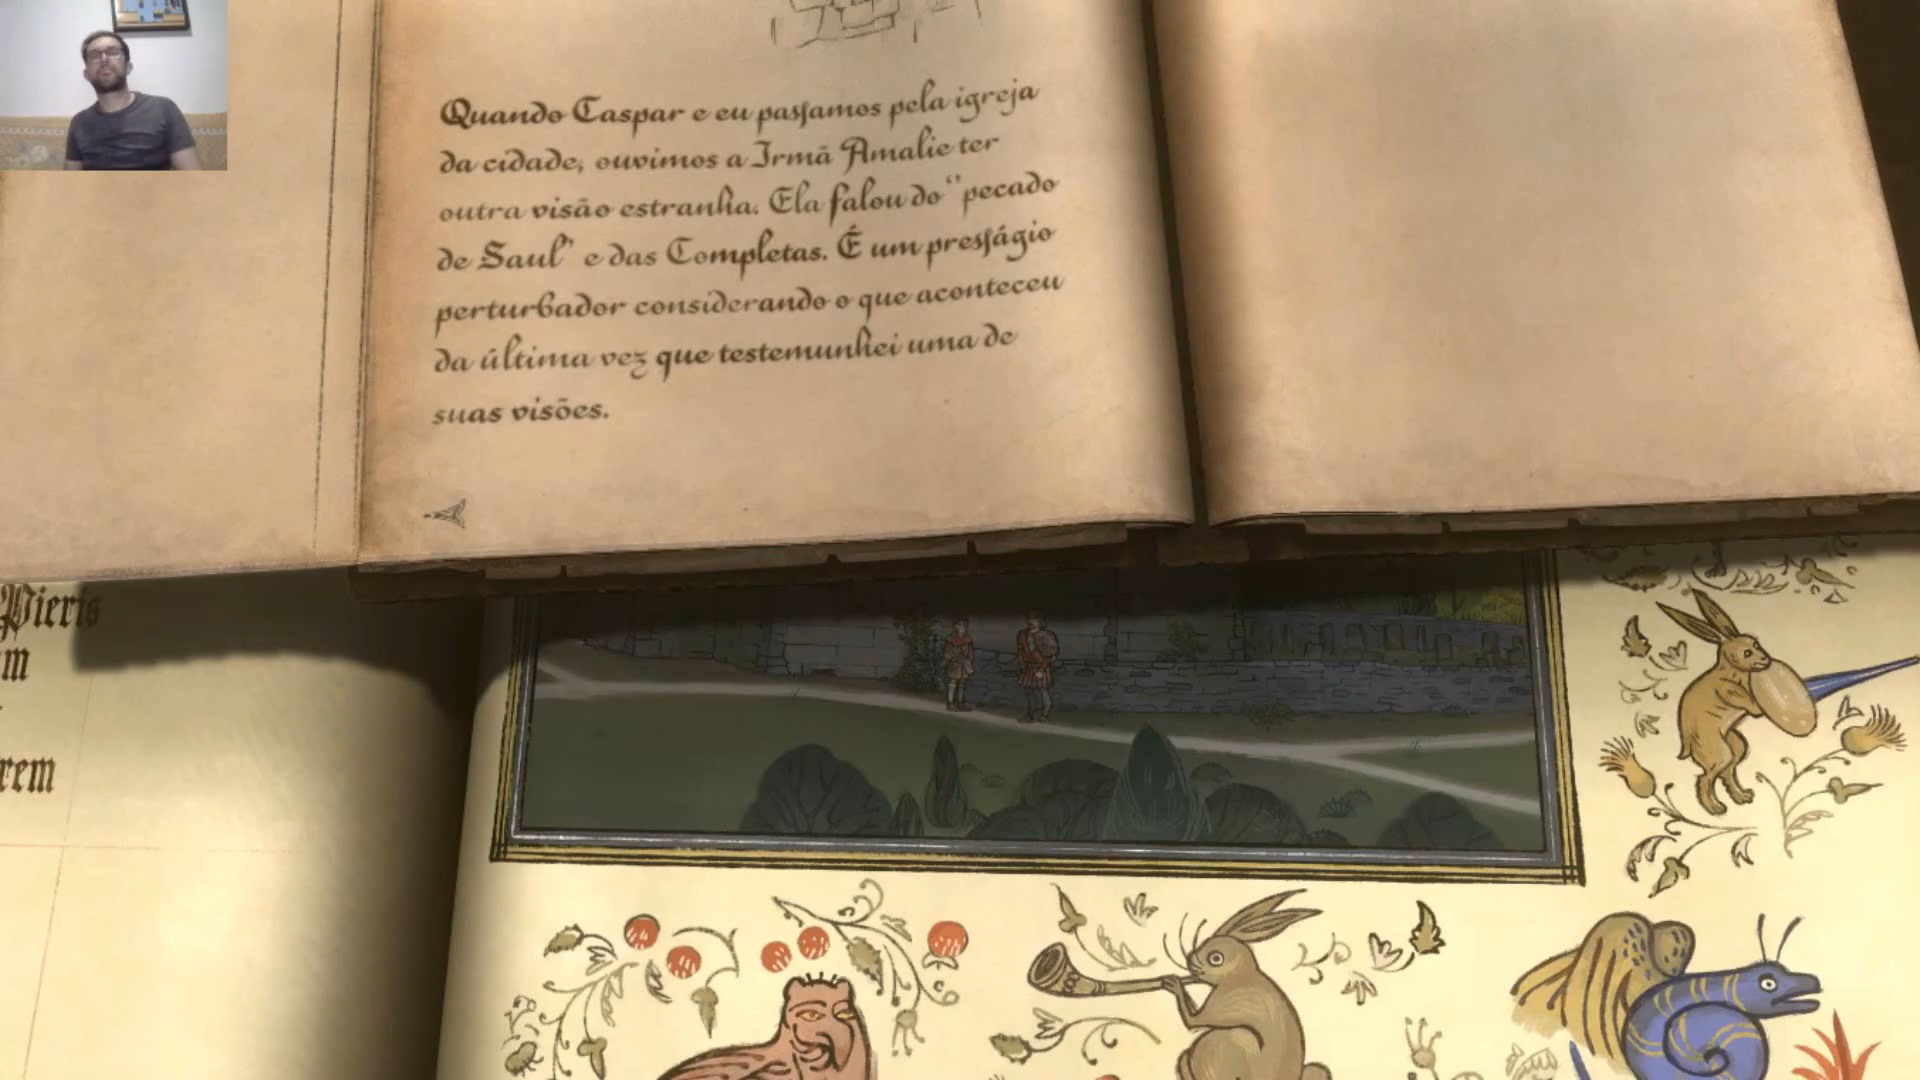 Quando Caspar e eu passamos pela igreja
da cidade, ouvimos a Irmã Amalie ter
outra visão estranha. Ela falou do "pecado
de Saul" e das Completas. É um presságio
perturbador considerando o que aconteceu
da última vez que testemunhei uma de
suas visões.
Pieris
m
rem